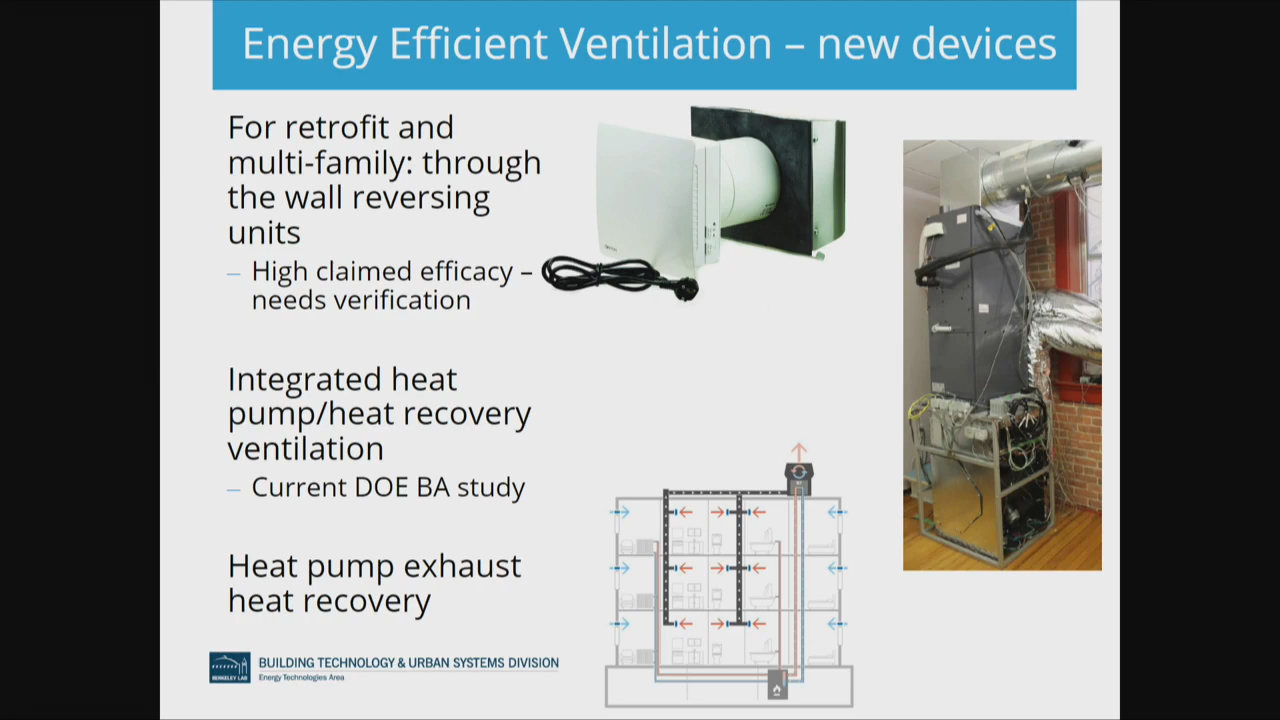 Energy Efficient Ventilation – new devices
For retrofit and
multi-family: through
the wall reversing
units
– High claimed efficacy –
needs verification
Integrated heat
pump/heat recovery
ventilation
– Current DOE BA study
Heat pump exhaust
heat recovery
BERKELEY LAB
BUILDING TECHNOLOGY & URBAN SYSTEMS DIVISION
Energy Technologies Area